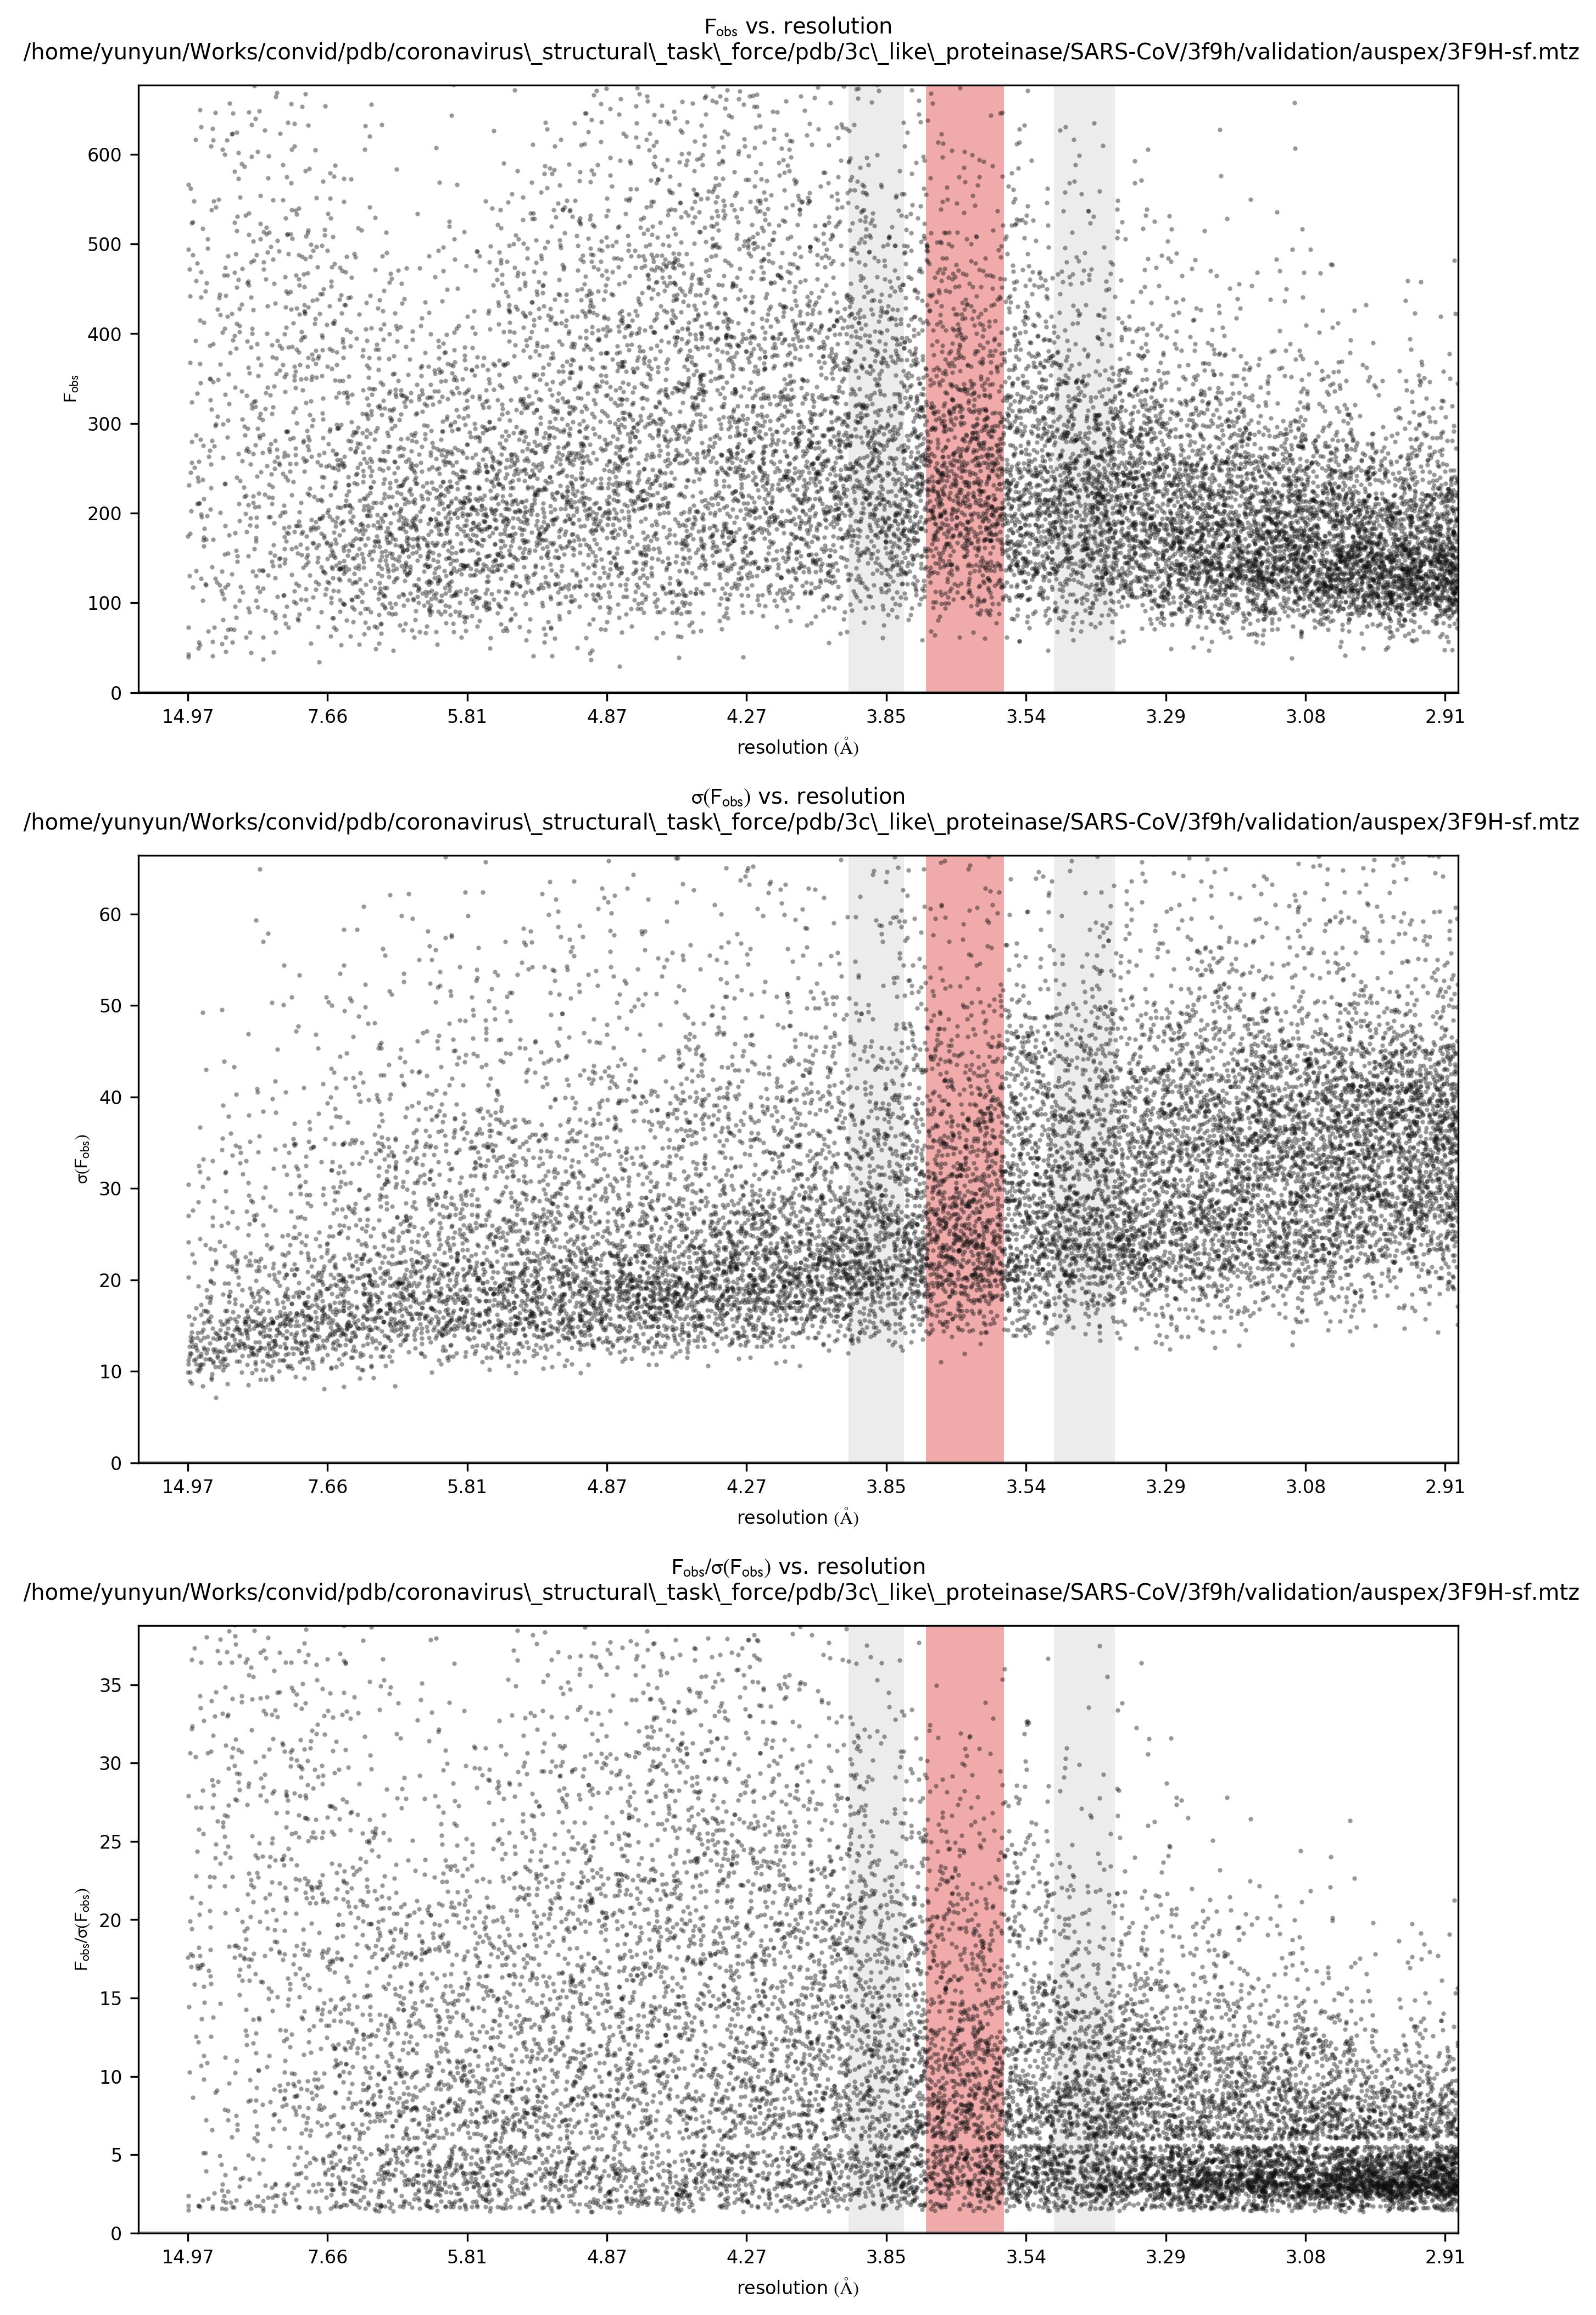 Fobs vs. resolution
/home/yunyun/Works/convid/pdb/coronavirus\_structural\_task\_force/pdb/3c\_like\_proteinase/SARS-CoV/3f9h/validation/auspex/3F9H-sf.mtz
600
500
400
300
200
100
0
Fobs
14.97 7.66 5.81 4.87 4.27 3.85 3.54 3.29 3.08 2.91
resolution (Å)
σ(Fobs) vs. resolution
/home/yunyun/Works/convid/pdb/coronavirus\_structural\_task\_force/pdb/3c\_like\_proteinase/SARS-CoV/3f9h/validation/auspex/3F9H-sf.mtz
60
50
40
30
20
10
0
σ(Fobs)
14.97 7.66 5.81 4.87 4.27 3.85 3.54 3.29 3.08 2.91
resolution (Å)
Fobs/σ(Fobs) vs. resolution
/home/yunyun/Works/convid/pdb/coronavirus\_structural\_task\_force/pdb/3c\_like\_proteinase/SARS-CoV/3f9h/validation/auspex/3F9H-sf.mtz
35
30
25
20
15
10
5
0
Fobs/σ(Fobs)
14.97 7.66 5.81 4.87 4.27 3.85 3.54 3.29 3.08 2.91
resolution (Å)